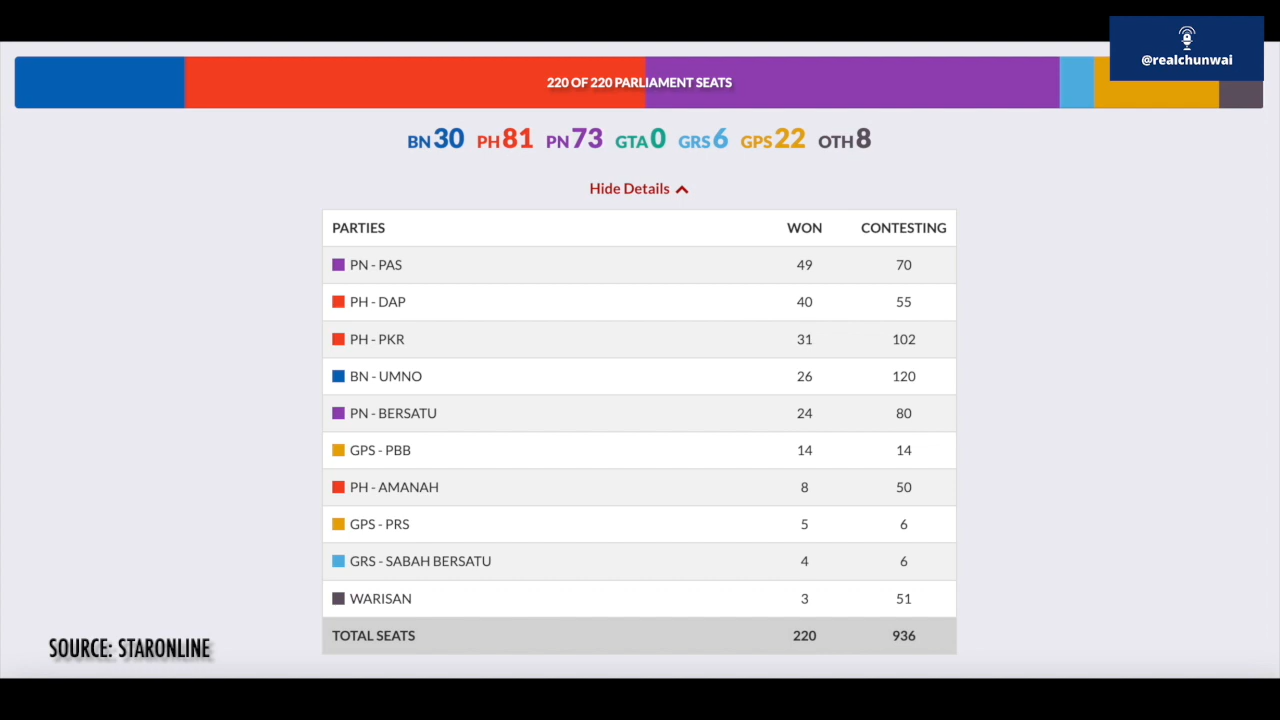 @realchunwai
220 OF 220 PARLIAMENT SEATS
BN 30 PH 81 PN 73 GTA 0 GRS 6 GPS 22 OTH 8
Hide Details
PARTIES WON CONTESTING
PN - PAS 49 70
PH - DAP 40 55
PH - PKR 31 102
BN - UMNO 26 120
PN - BERSATU 24 80
GPS - PBB 14 14
PH - AMANAH 8 50
GPS - PRS 5 6
GRS - SABAH BERSATU 4 6
WARISAN 3 51
TOTAL SEATS 220 936
SOURCE: STARONLINE